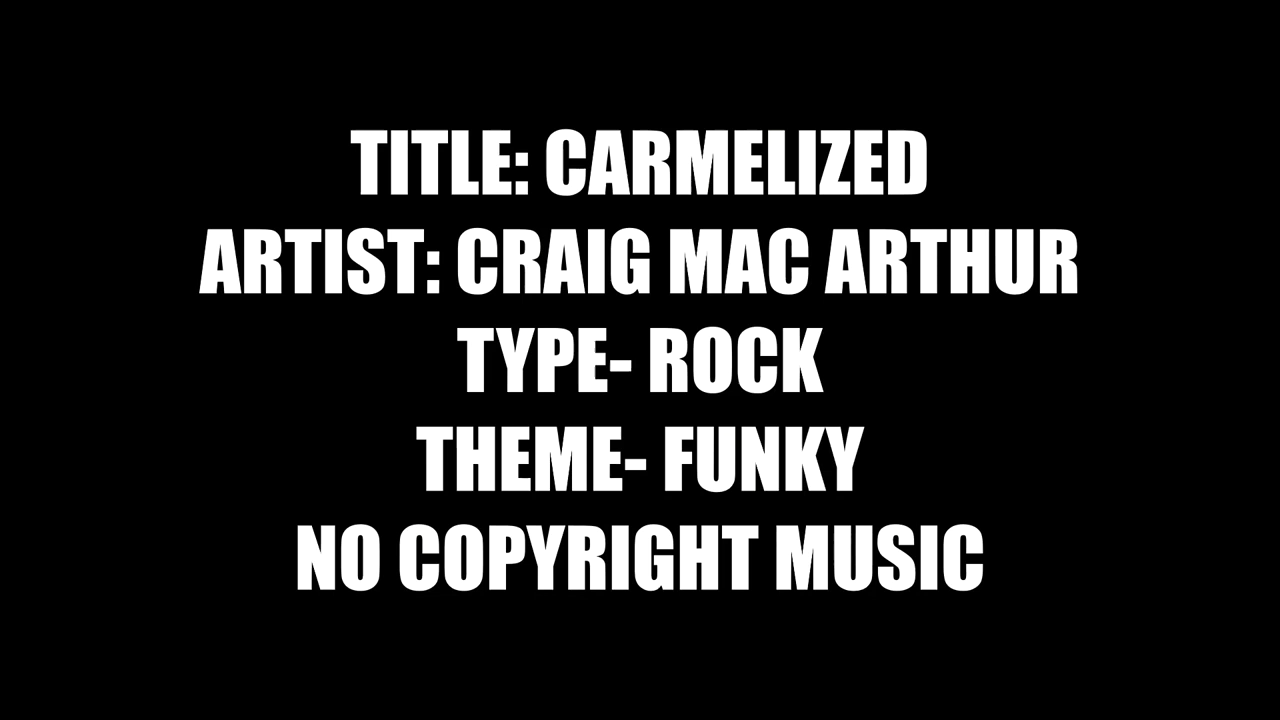 TITLE: CARMELIZED
ARTIST: CRAIG MAC ARTHUR
TYPE- ROCK
THEME- FUNKY
NO COPYRIGHT MUSIC